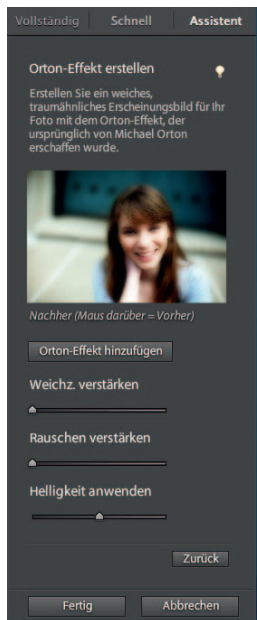 Vollständig Schnell Assistent
Orton-Effekt erstellen
Erstellen Sie ein weiches,
traumähnliches Erscheinungsbild für Ihr
Foto mit dem Orton-Effekt, der
ursprünglich von Michael Orton
erschaffen wurde.
Nachher (Maus darüber = Vorher)
Orton-Effekt hinzufügen
Weichz. verstärken
Rauschen verstärken
Helligkeit anwenden
Zurück
Fertig Abbrechen